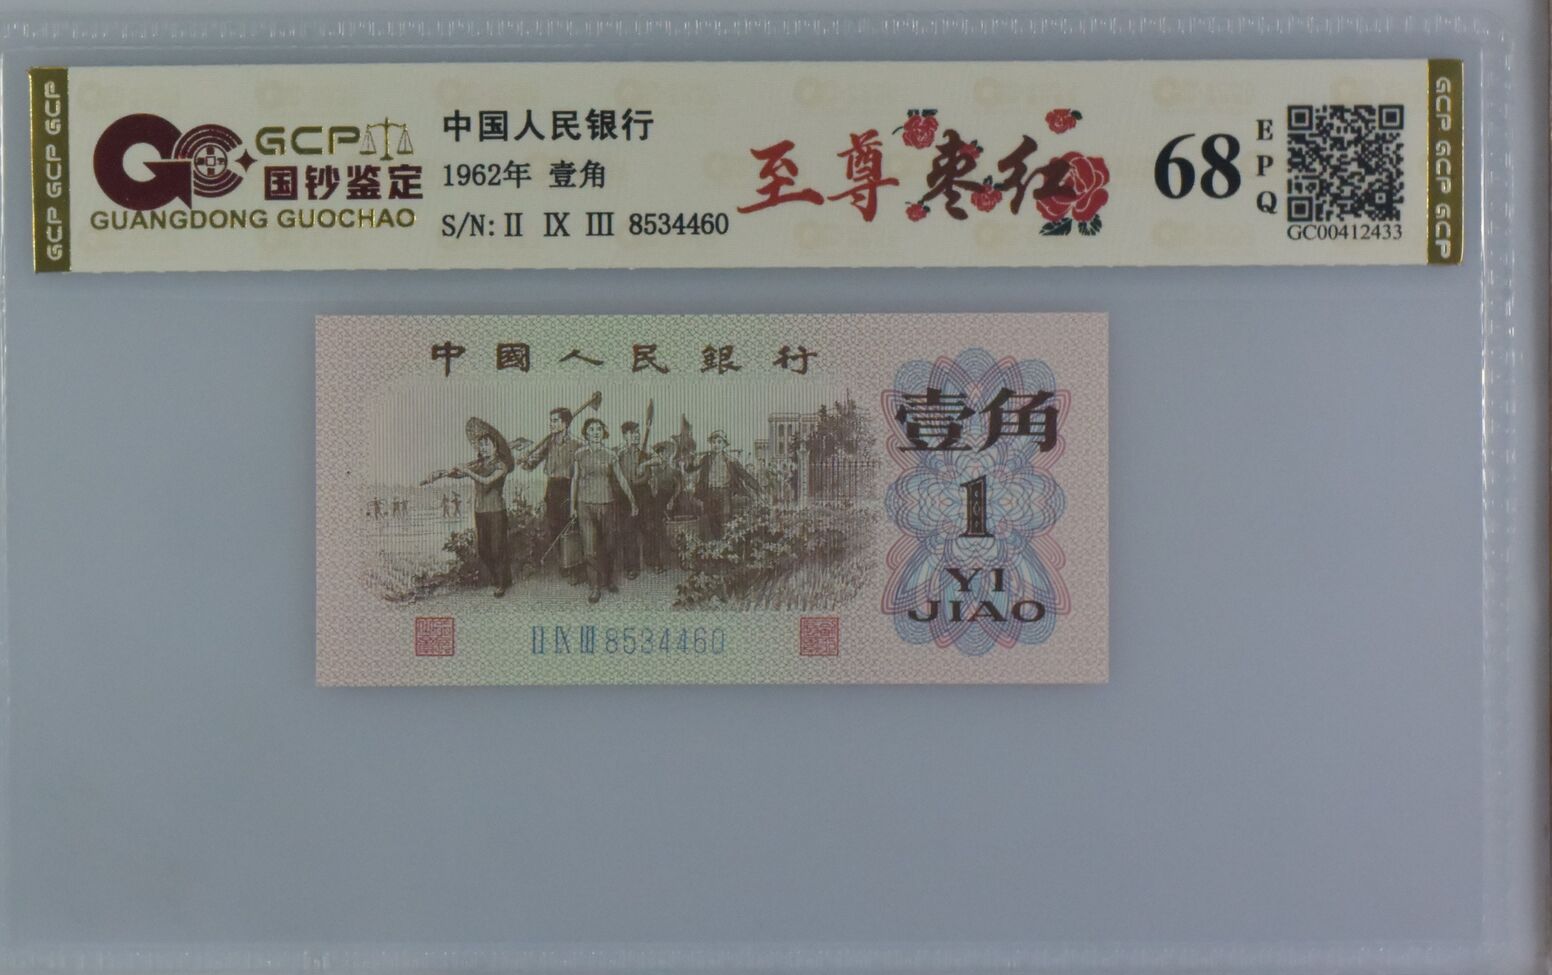 GCP GCP GCP
GCP
国钞鉴定
GUANGDONG GUOCHAO
中国人民银行
1962年 壹角
S/N: II IX III 8534460
至尊枣红
68
EPQ
GC00412433
GCP GCP GCP
中國人民銀行
壹角
1
YI
JIAO
II IX III 8534460